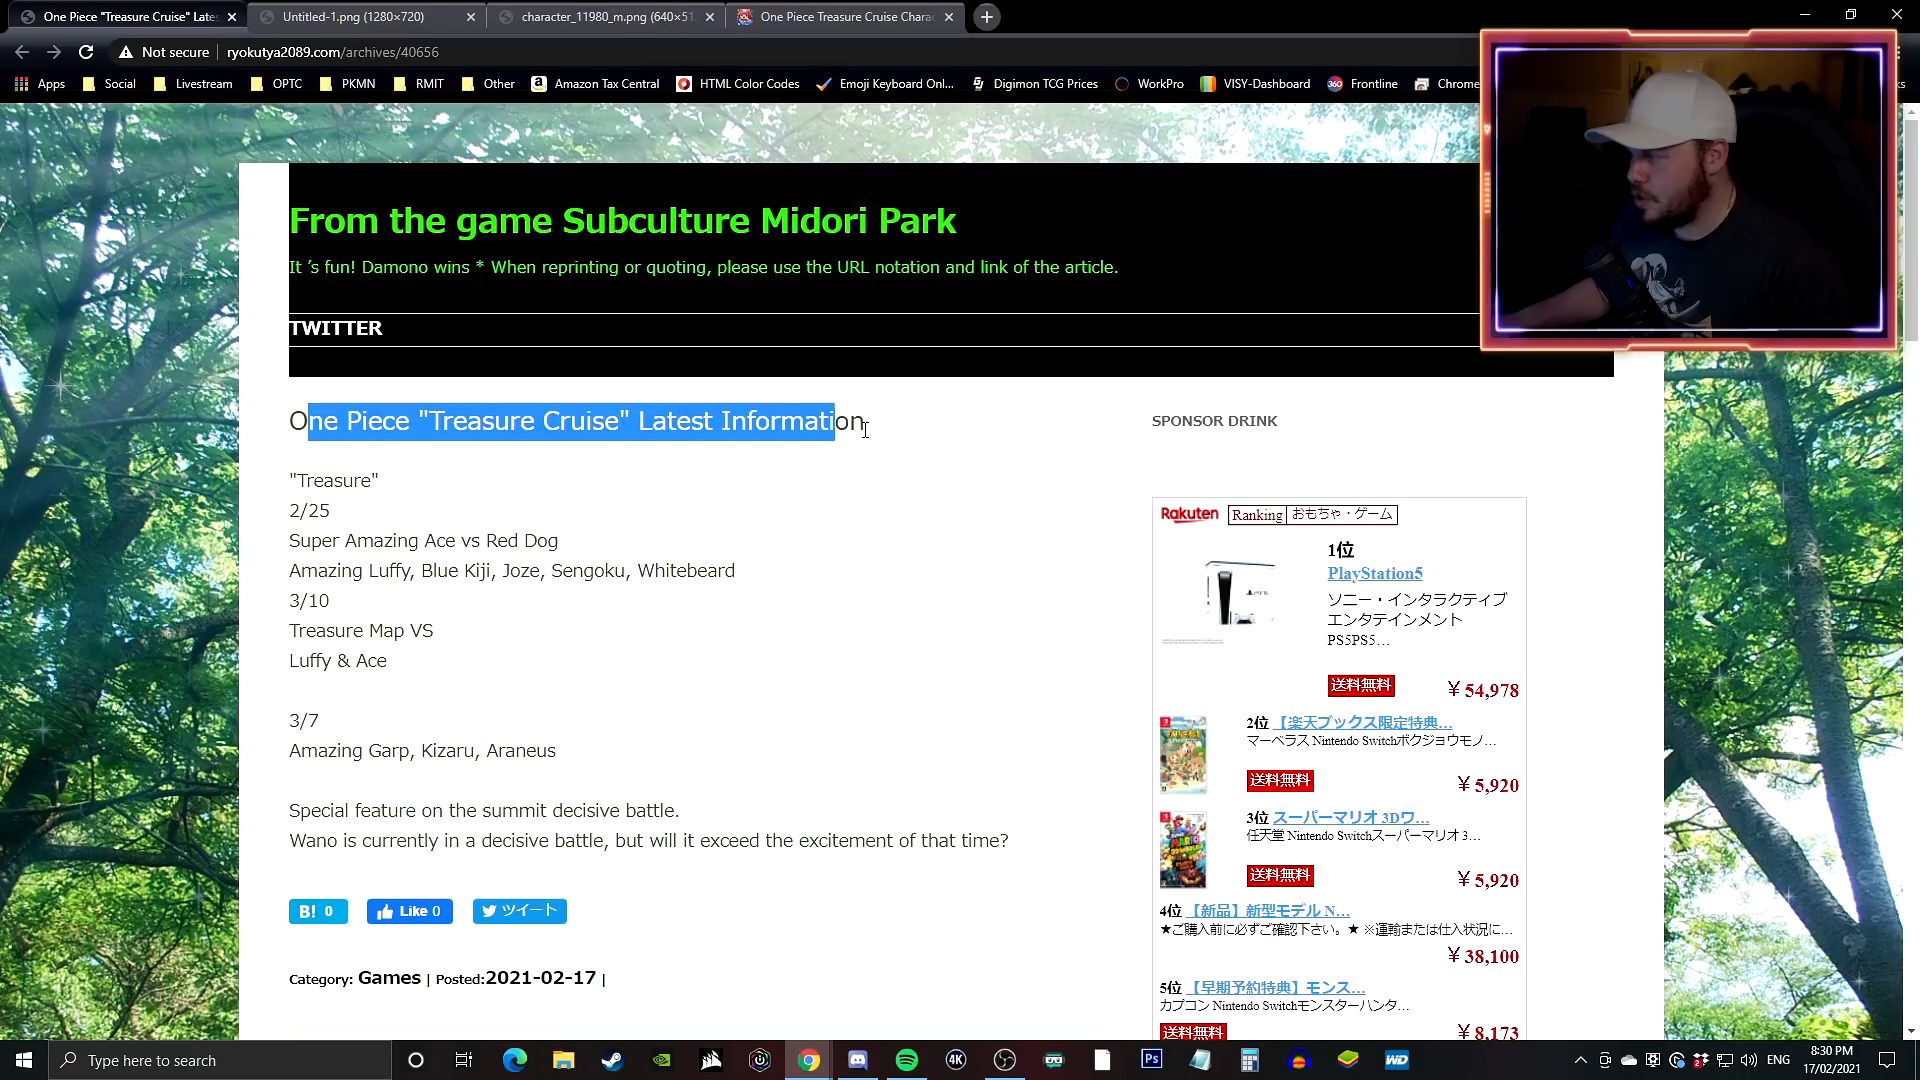 One Piece "Treasure Cruise" Lates
Untitled-1.png (1280×720)
character_11980_m.png (640×51
One Piece Treasure Cruise Charac
Not secure
ryokutya2089.com/archives/40656
Apps
Social
Livestream
OPTC
PKMN
RMIT
Other
Amazon Tax Central
HTML Color Codes
Emoji Keyboard Onl...
Digimon TCG Prices
WorkPro
VISY-Dashboard
Frontline
Chrome
From the game Subculture Midori Park
It 's fun! Damono wins * When reprinting or quoting, please use the URL notation and link of the article.
TWITTER
One Piece "Treasure Cruise" Latest Information
"Treasure"
2/25
Super Amazing Ace vs Red Dog
Amazing Luffy, Blue Kiji, Joze, Sengoku, Whitebeard
3/10
Treasure Map VS
Luffy & Ace
3/7
Amazing Garp, Kizaru, Araneus
Special feature on the summit decisive battle.
Wano is currently in a decisive battle, but will it exceed the excitement of that time?
B! 0
Like 0
ツイート
Category: Games | Posted:2021-02-17 |
SPONSOR DRINK
Rakuten Ranking おもちゃ・ゲーム
1位
PlayStation5
ソニー・インタラクティブ
エンタテインメント
PS5PS5…
送料無料 ￥54,978
2位 【楽天ブックス限定特典…
マーベラス Nintendo Switchボクジョウモノ…
送料無料 ￥5,920
3位 スーパーマリオ 3Dワ…
任天堂 Nintendo Switchスーパーマリオ 3…
送料無料 ￥5,920
4位 【新品】新型モデル N…
★ご購入前に必ずご確認下さい。★ ※運輸または仕入状況に…
￥38,100
5位 【早期予約特典】モンス…
カプコン Nintendo Switchモンスターハンタ…
送料無料 ￥8,173
Type here to search
4K
Ps
WD
ENG
8:30 PM
17/02/2021